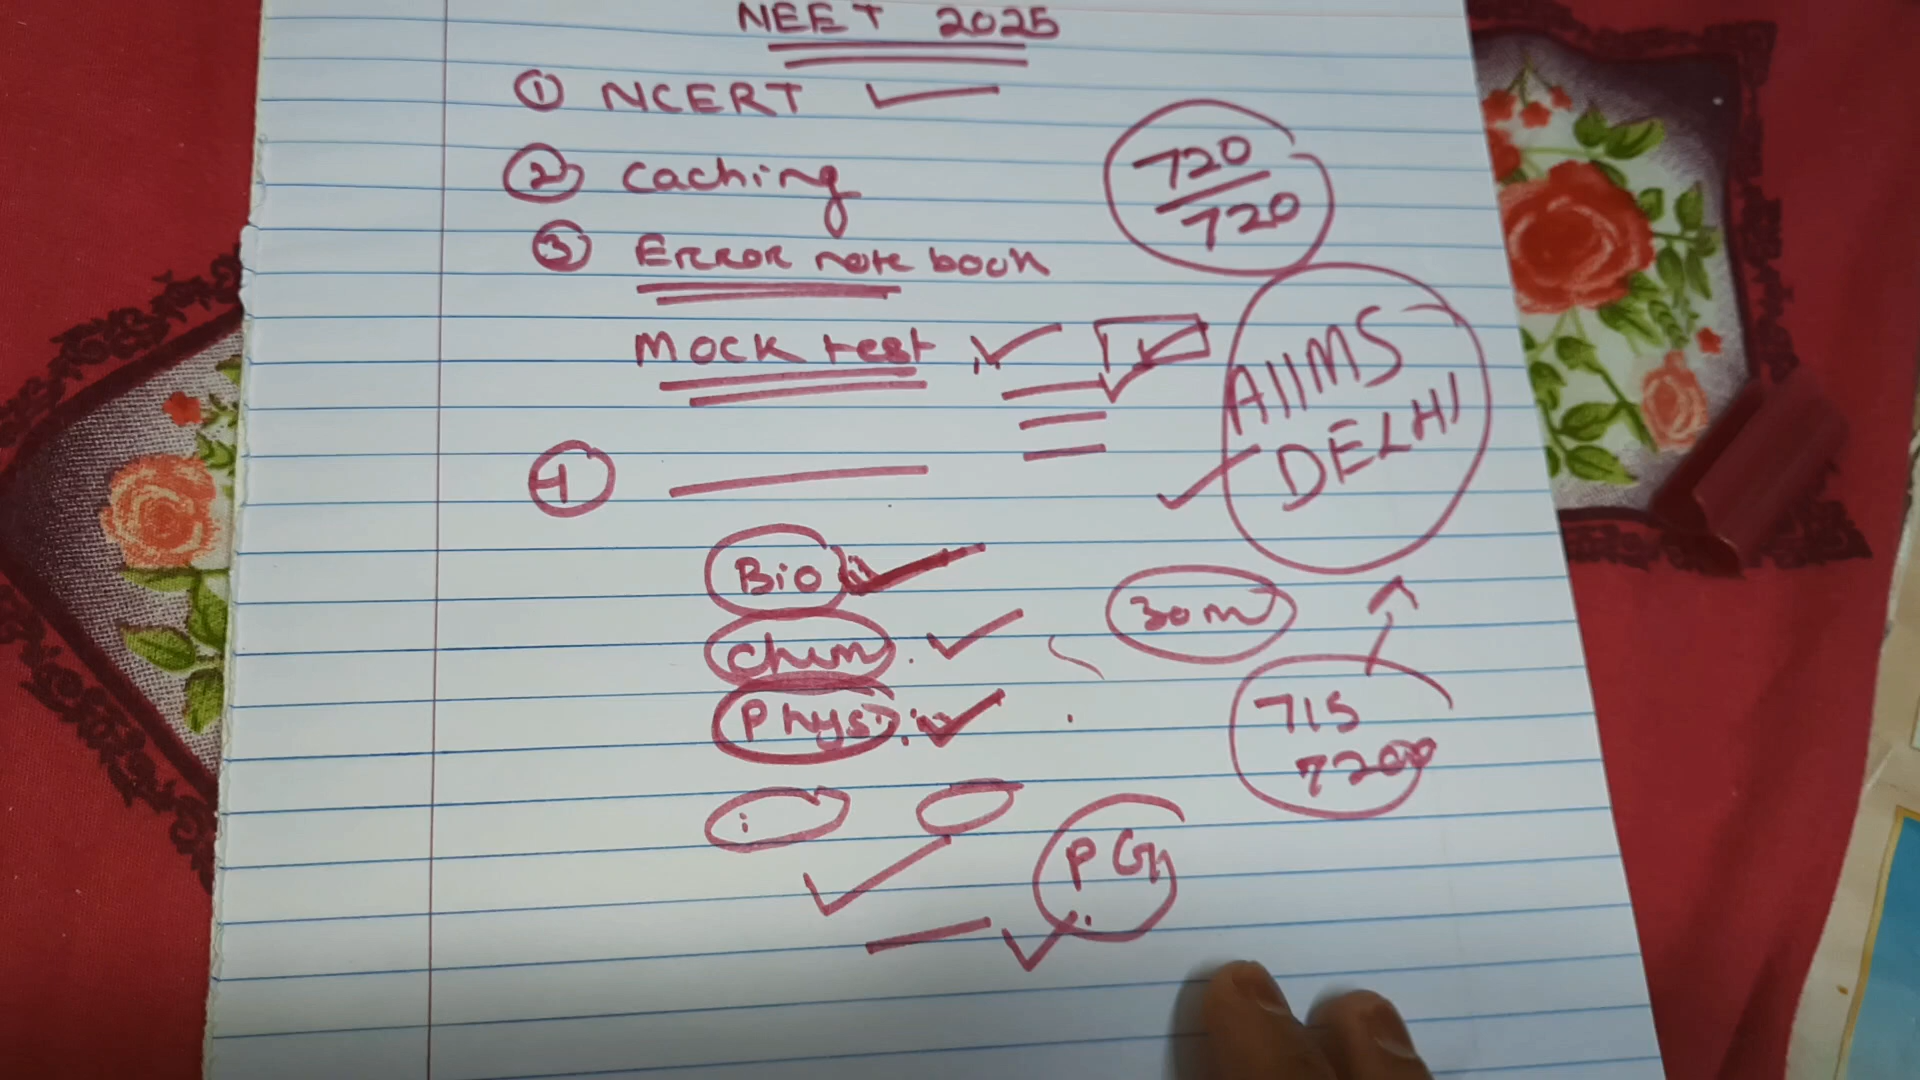 NEET 2025
① NCERT
② Caching
③ ERROR note book
Mock test
④
720
720
AIIMS
DELHI
Bio
Chem
Phys
30m
715
720
PG